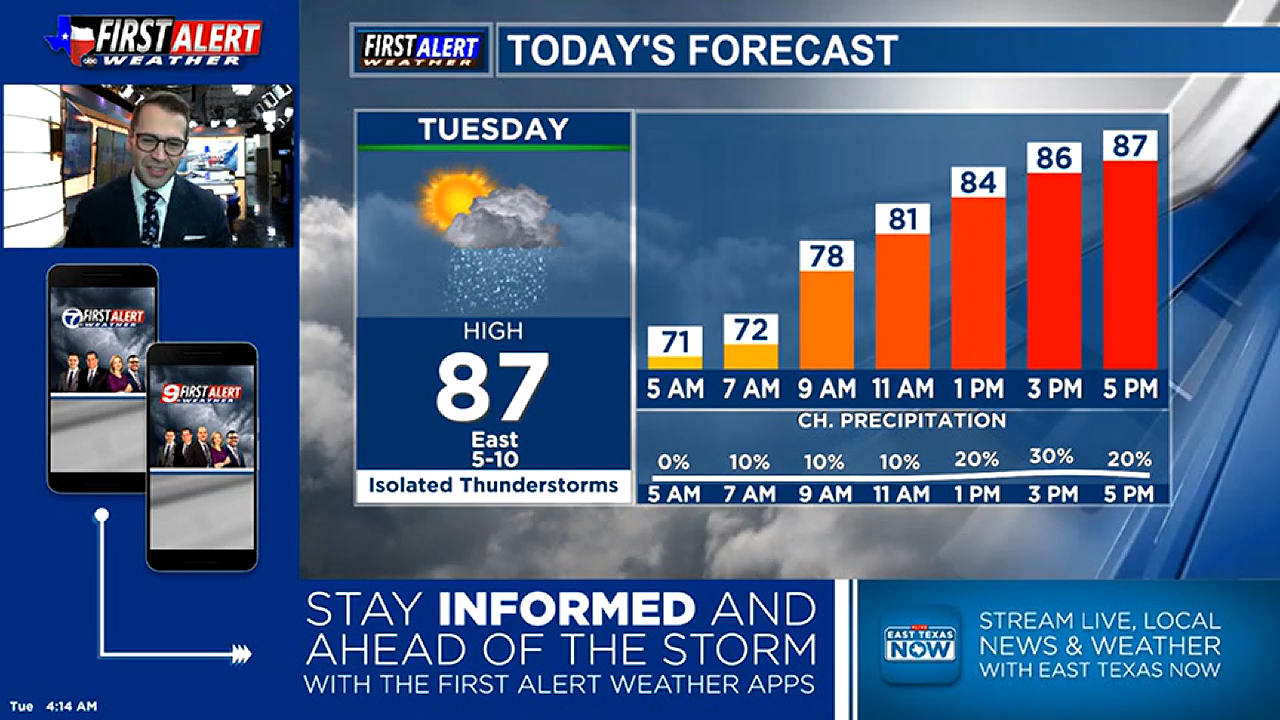 FIRST ALERT
abc WEATHER
FIRST ALERT
WEATHER
TODAY'S FORECAST
TUESDAY
HIGH
87
East
5-10
Isolated Thunderstorms
71 72 78 81 84 86 87
5 AM 7 AM 9 AM 11 AM 1 PM 3 PM 5 PM
CH. PRECIPITATION
0% 10% 10% 10% 20% 30% 20%
5 AM 7 AM 9 AM 11 AM 1 PM 3 PM 5 PM
7 FIRST ALERT
WEATHER
9 FIRST ALERT
WEATHER
STAY INFORMED AND
AHEAD OF THE STORM
WITH THE FIRST ALERT WEATHER APPS
EAST TEXAS
NOW
STREAM LIVE, LOCAL
NEWS & WEATHER
WITH EAST TEXAS NOW
Tue 4:14 AM